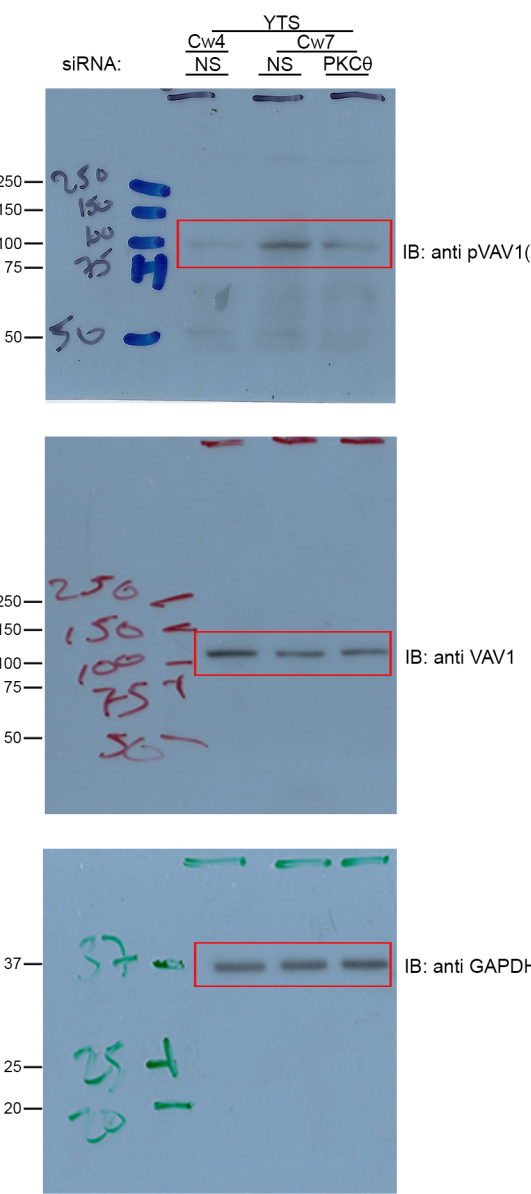 YTS
Cw4 Cw7
siRNA: NS NS PKCθ
250 250
150 150
100 100
75 75
50 50
IB: anti pVAV1(
250 250
150 150
100 100
75 75
50 50
IB: anti VAV1
37 37
25 25
20 20
IB: anti GAPDH